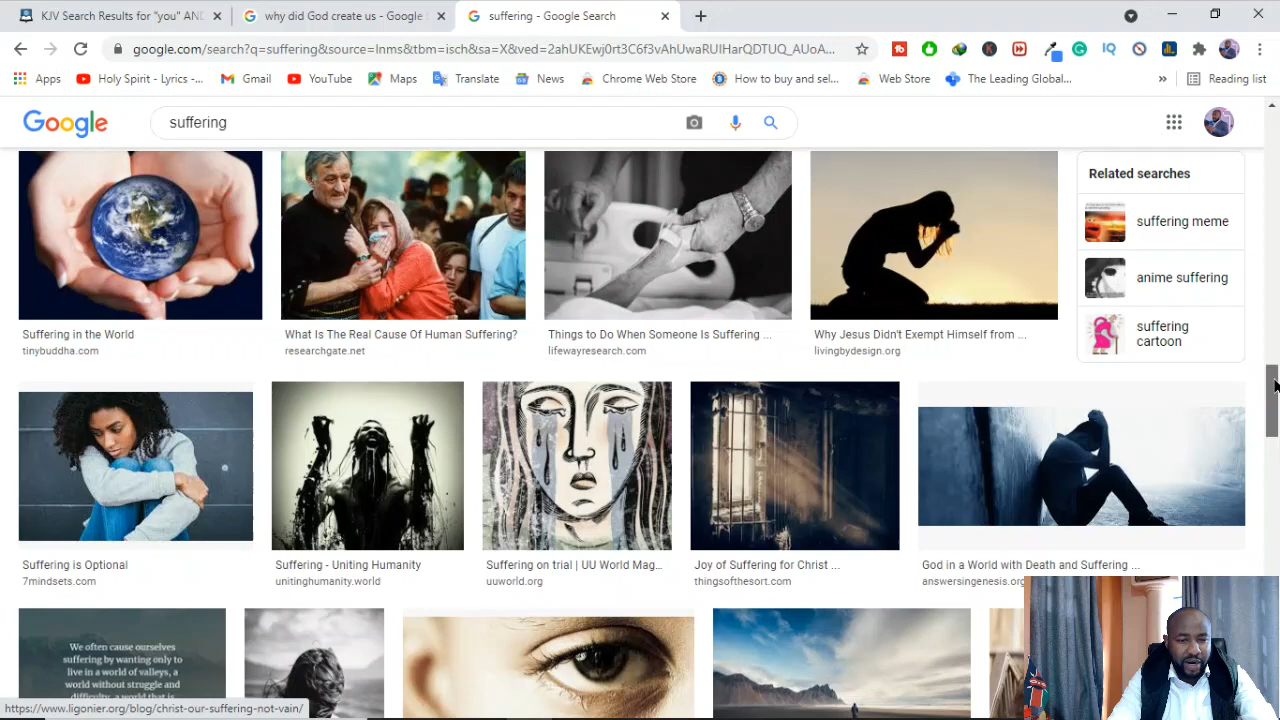 KJV Search Results for "you" AND
why did God create us - Google
suffering - Google Search
google.com/search?q=suffering&source=lnms&tbm=isch&sa=X&ved=2ahUKEwj0rt3C6f3vAhUwaRUIHarQDTUQ_AUoA...
Apps
Holy Spirit - Lyrics -...
Gmail
YouTube
Maps
Translate
News
Chrome Web Store
How to buy and sel...
Web Store
The Leading Global...
»
Reading list
Google
suffering
Related searches
suffering meme
anime suffering
suffering
cartoon
Suffering in the World
tinybuddha.com
What Is The Real Cause Of Human Suffering?
researchgate.net
Things to Do When Someone Is Suffering ...
lifewayresearch.com
Why Jesus Didn't Exempt Himself from ...
livingbydesign.org
Suffering is Optional
7mindsets.com
Suffering - Uniting Humanity
unitinghumanity.world
Suffering on trial | UU World Mag...
uuworld.org
Joy of Suffering for Christ ...
thingsofthesort.com
God in a World with Death and Suffering ...
answersingenesis.org
We often cause ourselves
suffering by wanting only to
live in a world of valleys, a
world without struggle and
difficulty, a world that is
https://www.ligonier.org/blog/christ-our-suffering-not-vain/